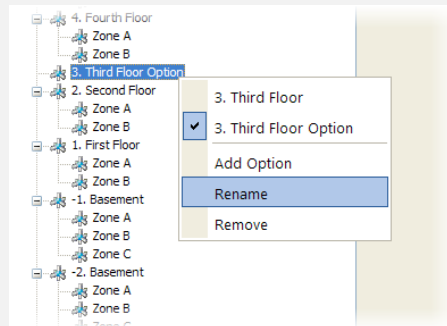 4. Fourth Floor
Zone A
Zone B
3. Third Floor Option
2. Second Floor
Zone A
Zone B
1. First Floor
Zone A
Zone B
-1. Basement
Zone A
Zone B
Zone C
-2. Basement
Zone A
Zone B
Zone C
3. Third Floor
3. Third Floor Option
Add Option
Rename
Remove